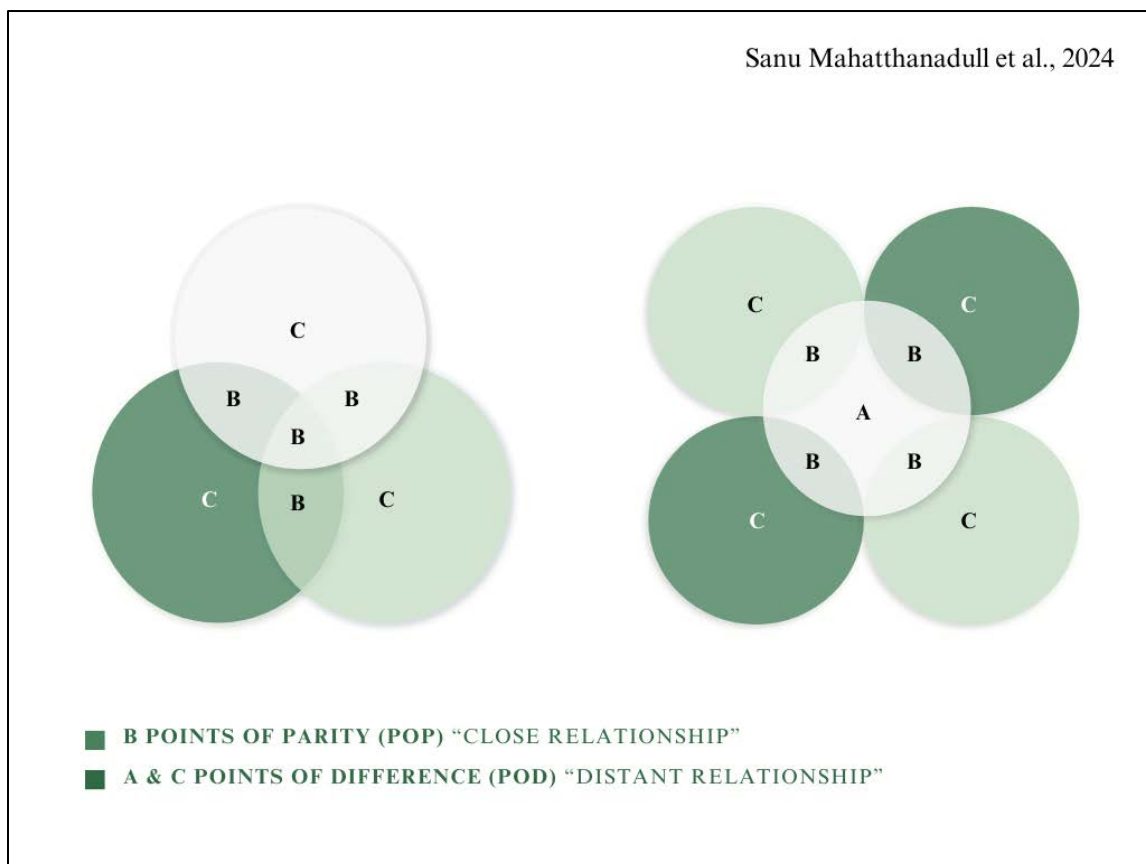 Sanu Mahatthanadull et al., 2024
C
B B
B
C B C
C C
B B
A
B B
C C
B POINTS OF PARITY (POP) “CLOSE RELATIONSHIP”
A & C POINTS OF DIFFERENCE (POD) “DISTANT RELATIONSHIP”